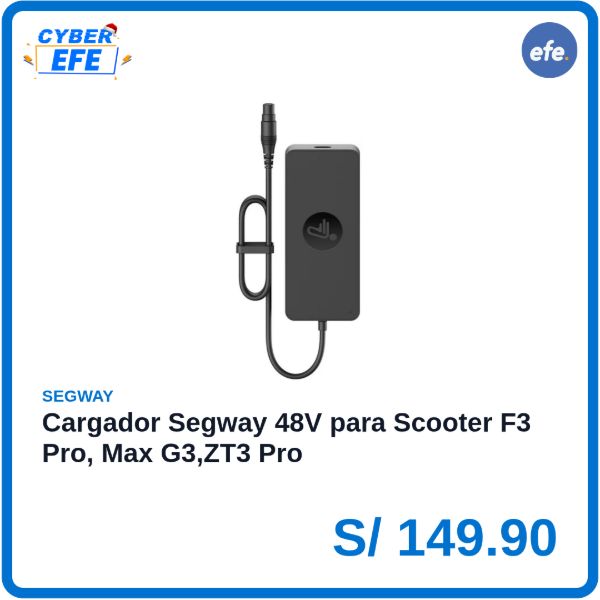 CYBER
EFE
efe.
SEGWAY
Cargador Segway 48V para Scooter F3
Pro, Max G3,ZT3 Pro
S/ 149.90